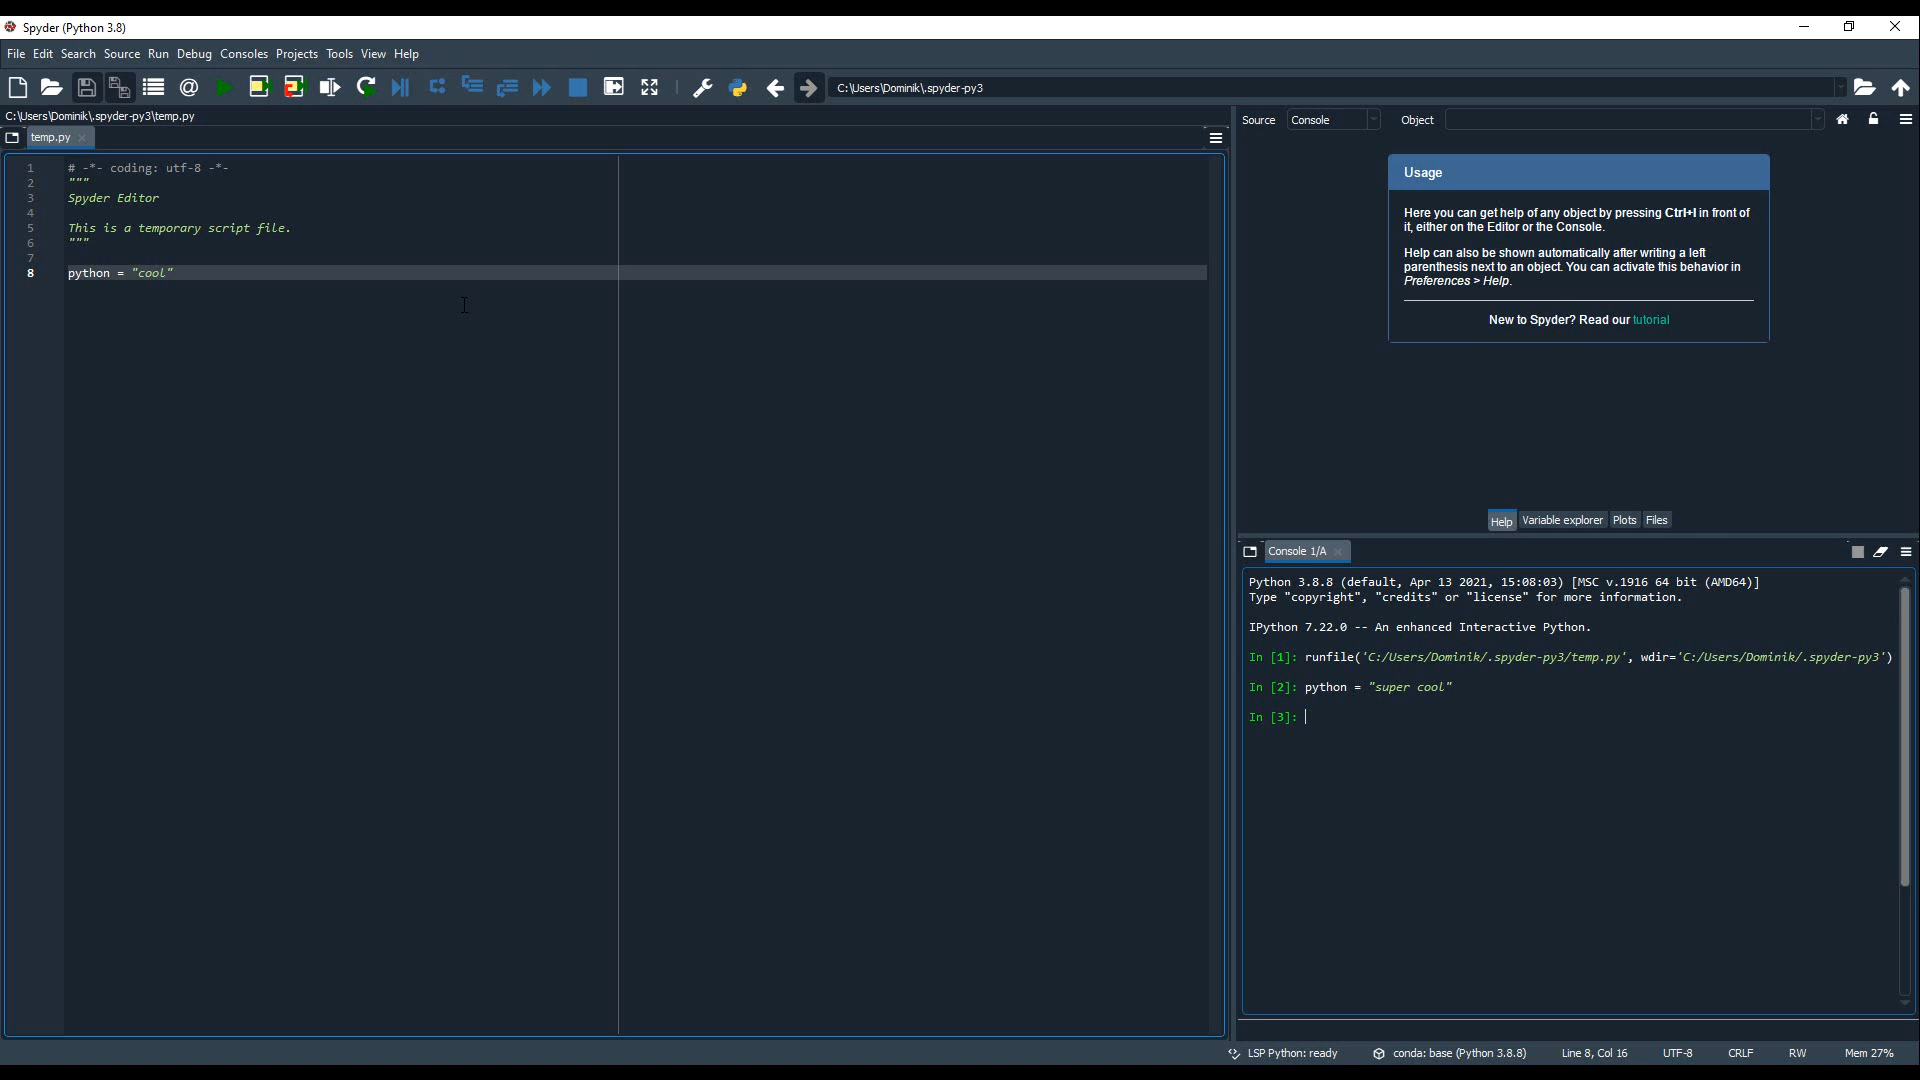 Spyder (Python 3.8)
File Edit Search Source Run Debug Consoles Projects Tools View Help
C:\Users\Dominik\.spyder-py3
C:\Users\Dominik\.spyder-py3\temp.py
temp.py
1 # -*- coding: utf-8 -*-
2 """
3 Spyder Editor
4
5 This is a temporary script file.
6 """
7
8 python = "cool"
Source Console Object
Usage
Here you can get help of any object by pressing Ctrl+I in front of
it, either on the Editor or the Console.
Help can also be shown automatically after writing a left
parenthesis next to an object. You can activate this behavior in
Preferences > Help.
New to Spyder? Read our tutorial
Help Variable explorer Plots Files
Console 1/A
Python 3.8.8 (default, Apr 13 2021, 15:08:03) [MSC v.1916 64 bit (AMD64)]
Type "copyright", "credits" or "license" for more information.
IPython 7.22.0 -- An enhanced Interactive Python.
In [1]: runfile('C:/Users/Dominik/.spyder-py3/temp.py', wdir='C:/Users/Dominik/.spyder-py3')
In [2]: python = "super cool"
In [3]:
LSP Python: ready conda: base (Python 3.8.8) Line 8, Col 16 UTF-8 CRLF RW Mem 27%